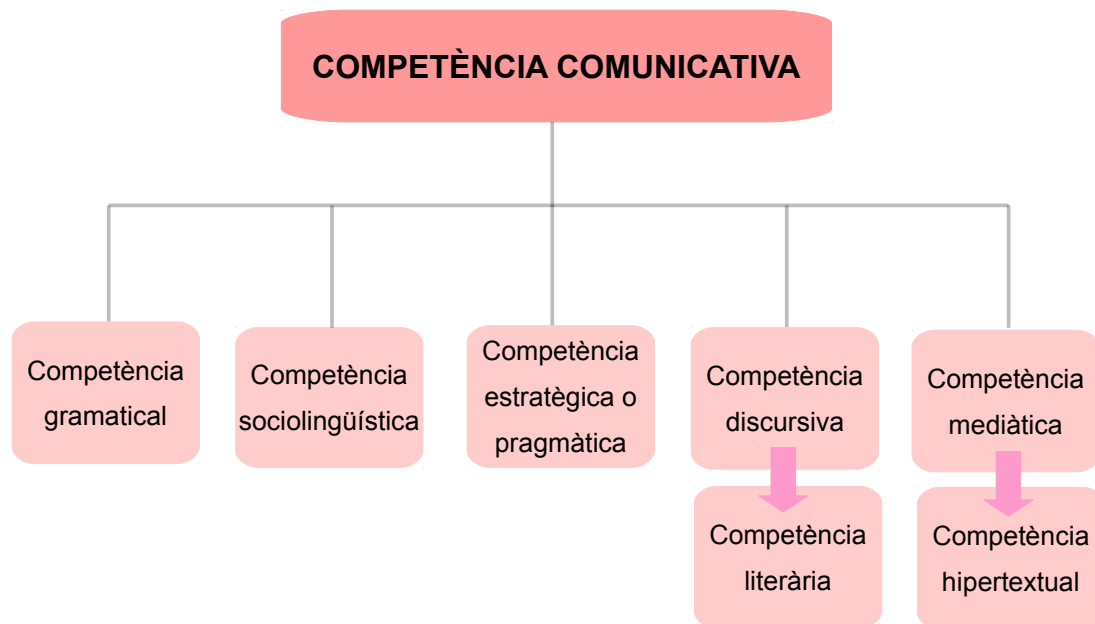 COMPETÈNCIA COMUNICATIVA
Competència
gramatical
Competència
sociolingüística
Competència
estratègica o
pragmàtica
Competència
discursiva
Competència
mediàtica
Competència
literària
Competència
hipertextual